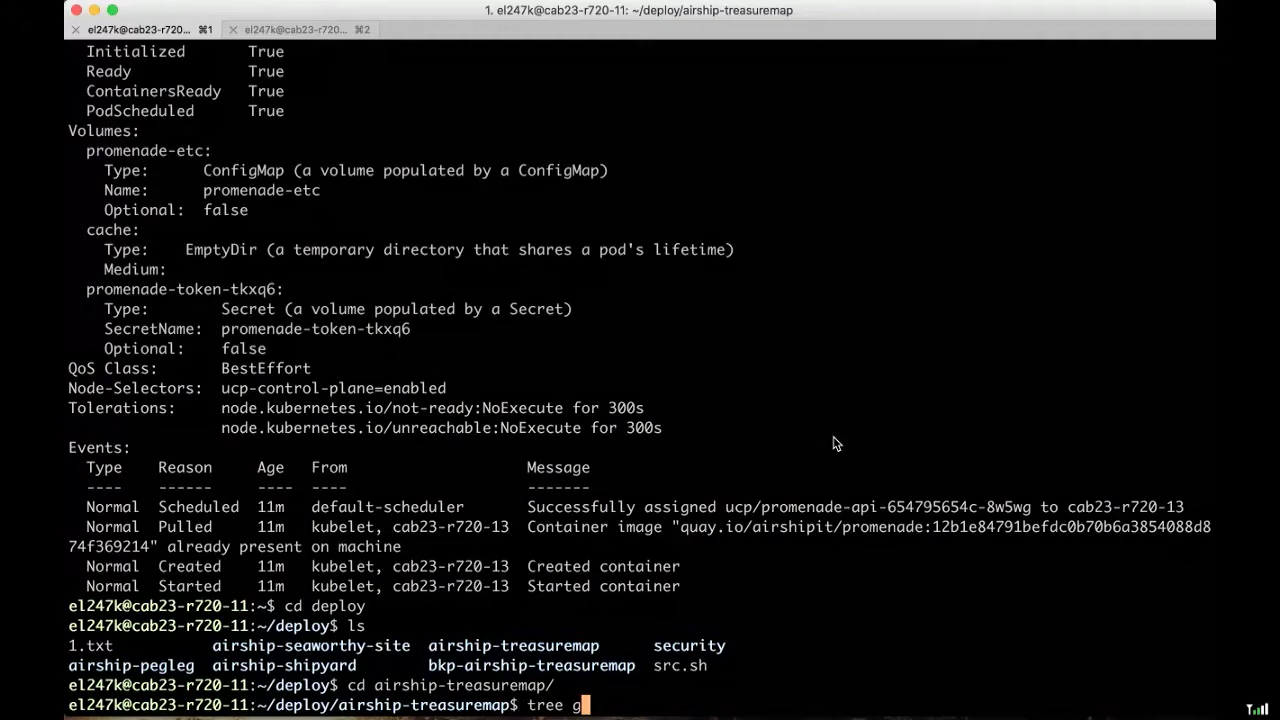 1. el247k@cab23-r720-11: ~/deploy/airship-treasuremap
el247k@cab23-r720... ⌘1 el247k@cab23-r720... ⌘2
Initialized True
Ready True
ContainersReady True
PodScheduled True
Volumes:
promenade-etc:
Type: ConfigMap (a volume populated by a ConfigMap)
Name: promenade-etc
Optional: false
cache:
Type: EmptyDir (a temporary directory that shares a pod's lifetime)
Medium:
promenade-token-tkxq6:
Type: Secret (a volume populated by a Secret)
SecretName: promenade-token-tkxq6
Optional: false
QoS Class: BestEffort
Node-Selectors: ucp-control-plane=enabled
Tolerations: node.kubernetes.io/not-ready:NoExecute for 300s
node.kubernetes.io/unreachable:NoExecute for 300s
Events:
Type Reason Age From Message
---- ------ ---- ---- -------
Normal Scheduled 11m default-scheduler Successfully assigned ucp/promenade-api-654795654c-8w5wg to cab23-r720-13
Normal Pulled 11m kubelet, cab23-r720-13 Container image "quay.io/airshipit/promenade:12b1e84791befdc0b70b6a3854088d8
74f369214" already present on machine
Normal Created 11m kubelet, cab23-r720-13 Created container
Normal Started 11m kubelet, cab23-r720-13 Started container
el247k@cab23-r720-11:~$ cd deploy
el247k@cab23-r720-11:~/deploy$ ls
1.txt airship-seaworthy-site airship-treasuremap security
airship-pegleg airship-shipyard bkp-airship-treasuremap src.sh
el247k@cab23-r720-11:~/deploy$ cd airship-treasuremap/
el247k@cab23-r720-11:~/deploy/airship-treasuremap$ tree g